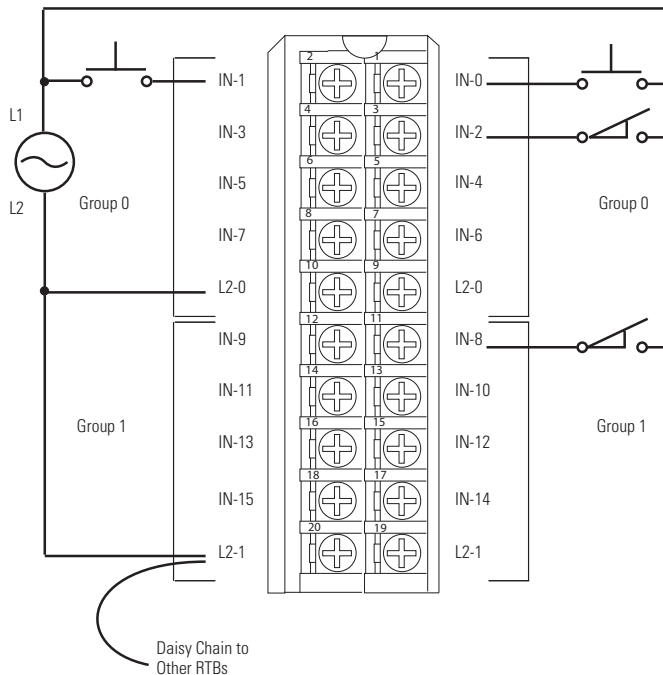 2 1
IN-1 IN-0
L1
4 3
IN-3 IN-2
6 5
IN-5 IN-4
L2
Group 0 Group 0
8 7
IN-7 IN-6
10 9
L2-0 L2-0
12 11
IN-9 IN-8
14 13
IN-11 IN-10
Group 1 Group 1
16 15
IN-13 IN-12
18 17
IN-15 IN-14
20 19
L2-1 L2-1
Daisy Chain to
Other RTBs